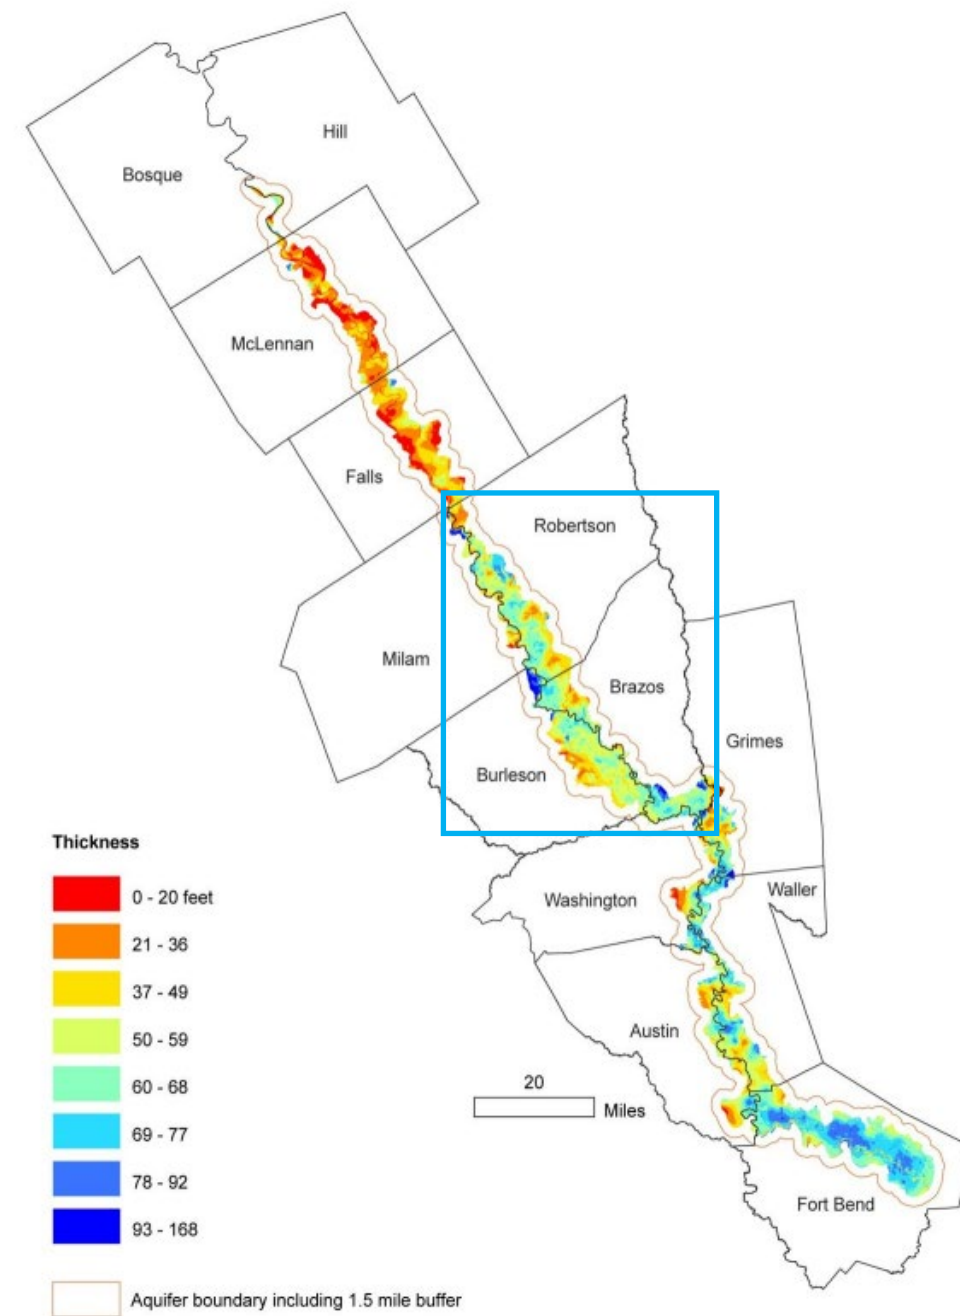 Hill
Bosque
McLennan
Falls
Robertson
Milam
Brazos
Grimes
Burleson
Thickness
Waller
Washington
0 - 20 feet
21 - 36
37 - 49
Austin
50 - 59
20
60 - 68
Miles
69 - 77
78 - 92
Fort Bend
93 - 168
Aquifer boundary including 1.5 mile buffer